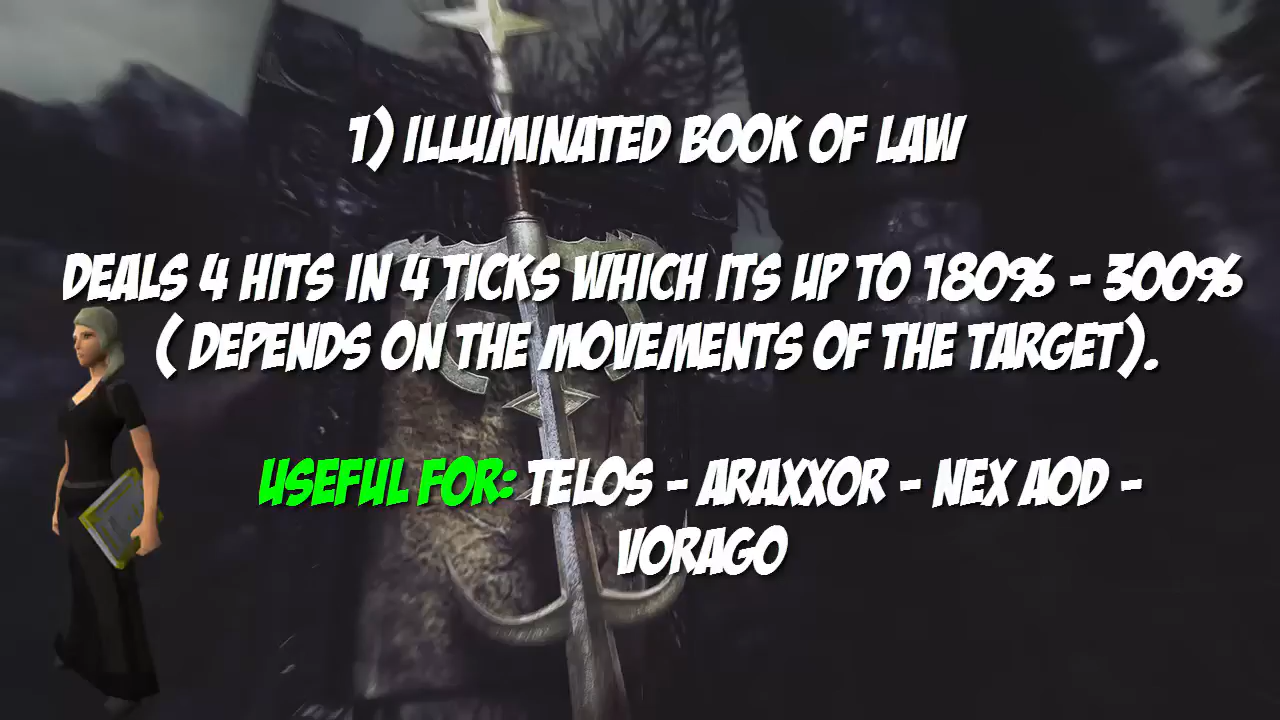 1) ILLUMINATED BOOK OF LAW
DEALS 4 HITS IN 4 TICKS WHICH ITS UP TO 180% - 300%
( DEPENDS ON THE MOVEMENTS OF THE TARGET).
USEFUL FOR: TELOS - ARAXXOR - NEX AOD -
VORAGO